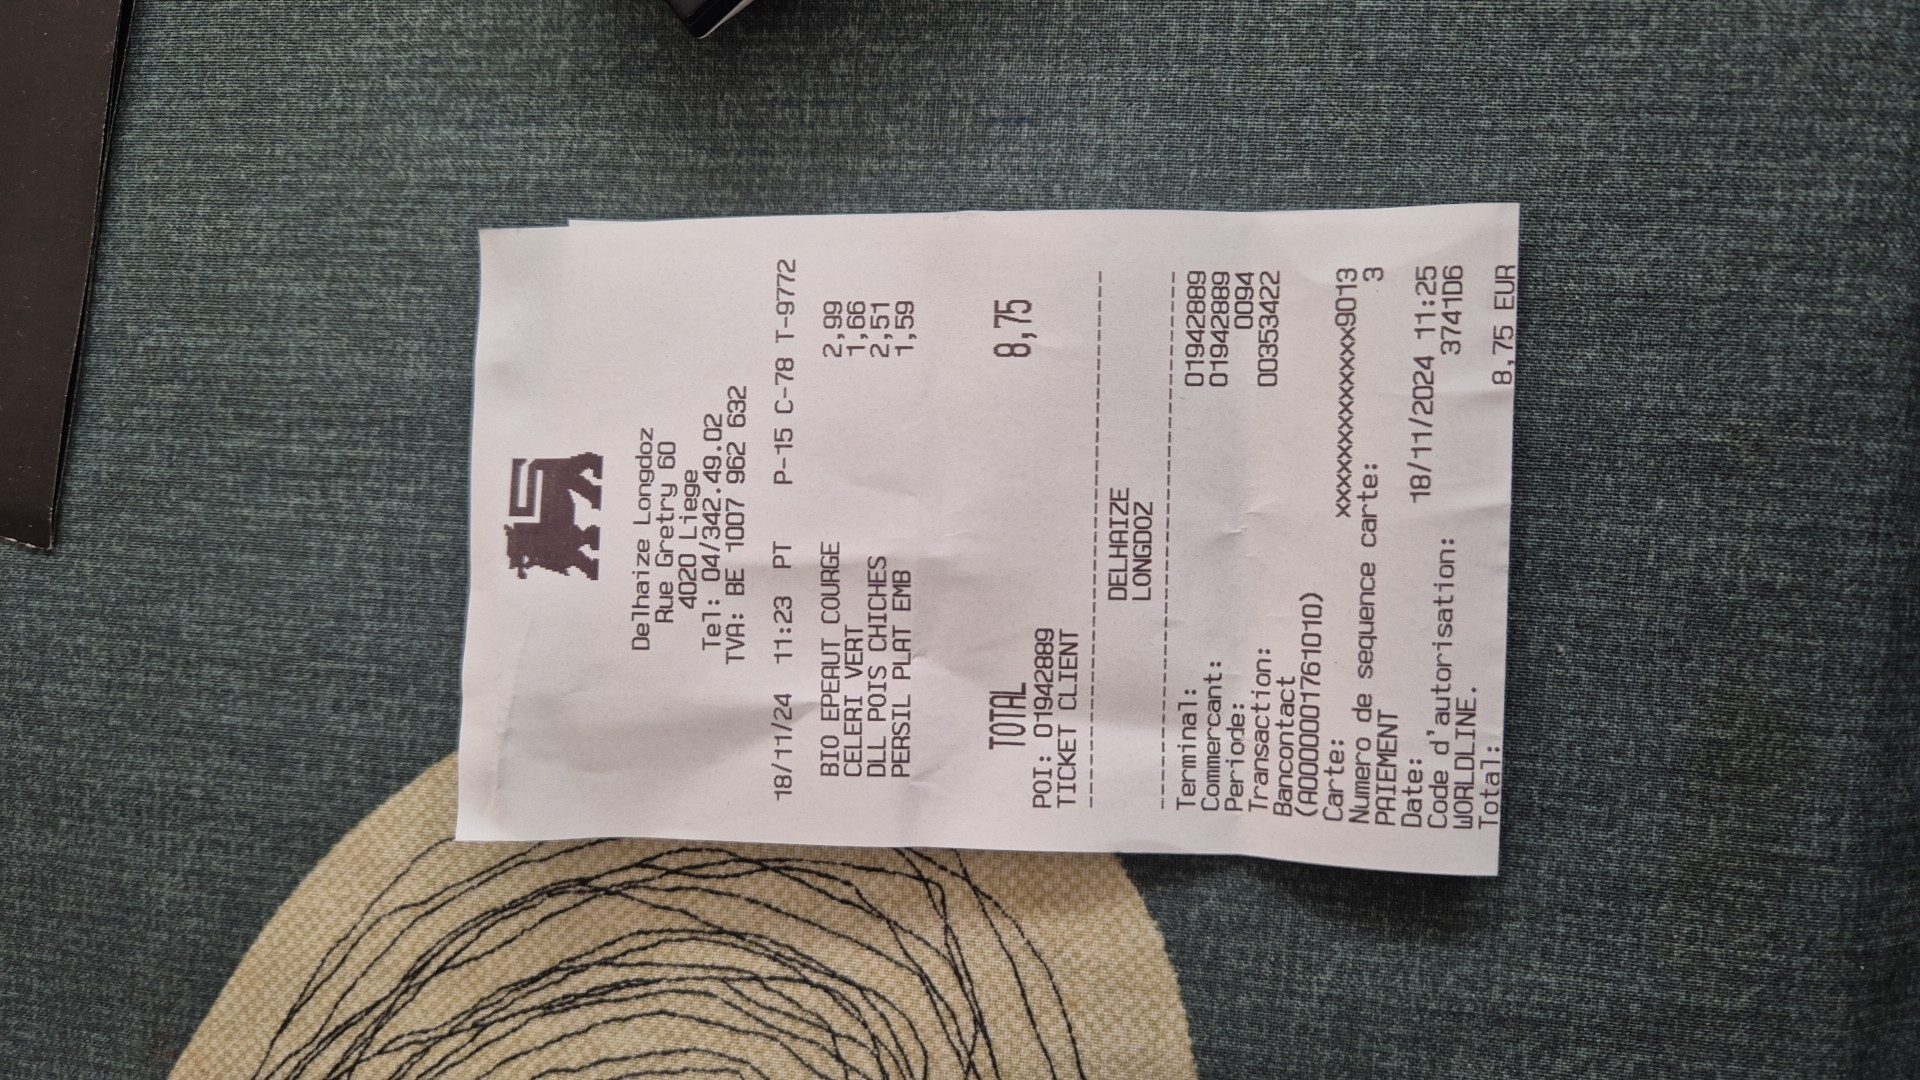 Delhaize Longdoz
Rue Gretry 60
4020 Liege
Tel: 04/342.49.02
TVA: BE 1007 962 632
18/11/24 11:23 PT P-15 C-78 T-9772
BIO EPEAUT COURGE 2,99
CELERI VERT 1,66
DLL POIS CHICHES 2,51
PERSIL PLAT EMB 1,59
TOTAL 8,75
POI: 01942889
TICKET CLIENT
DELHAIZE
LONGDOZ
Terminal: 01942889
Commercant: 01942889
Periode: 0094
Transaction: 00353422
Bancontact
(A0000001761010)
Carte: xxxxxxxxxxxxxxx9013
Numero de sequence carte: 3
PAIEMENT
Date: 18/11/2024 11:25
Code d'autorisation: 3741D6
WORLDLINE.
Total: 8,75 EUR